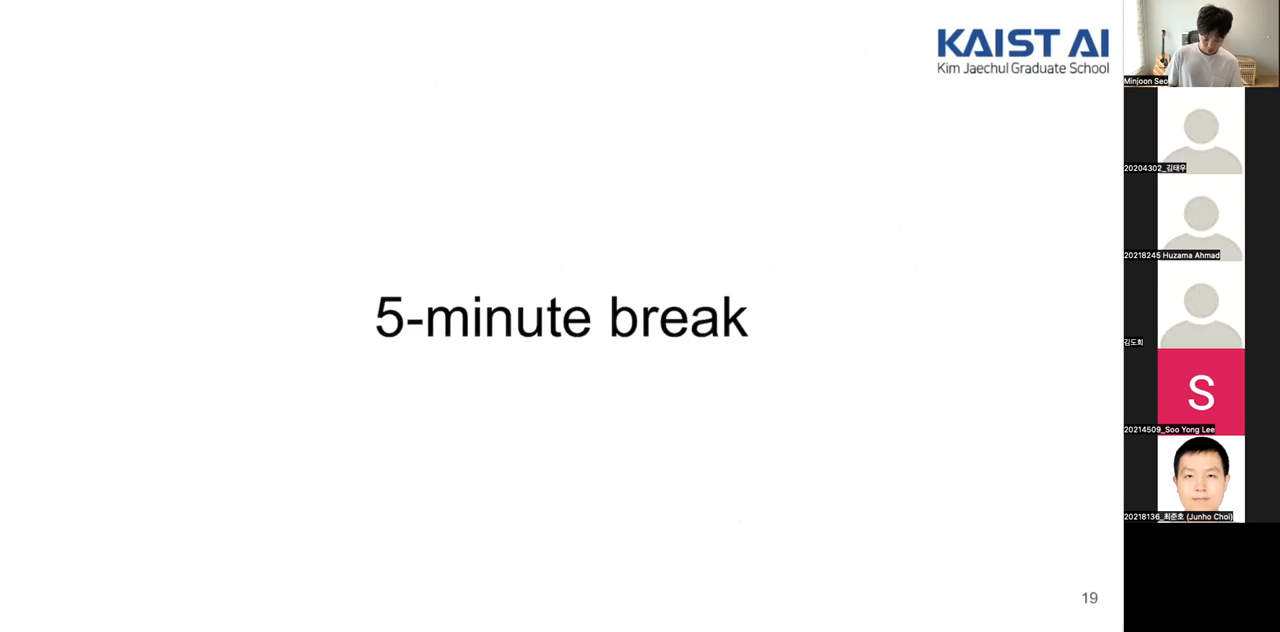 KAIST AI
Kim Jaechul Graduate School
5-minute break
19
Minjoon Seo
20204302_김태우
20218245 Huzama Ahmad
김도희
S
20214509_Soo Yong Lee
20218136_최준호 (Junho Choi)